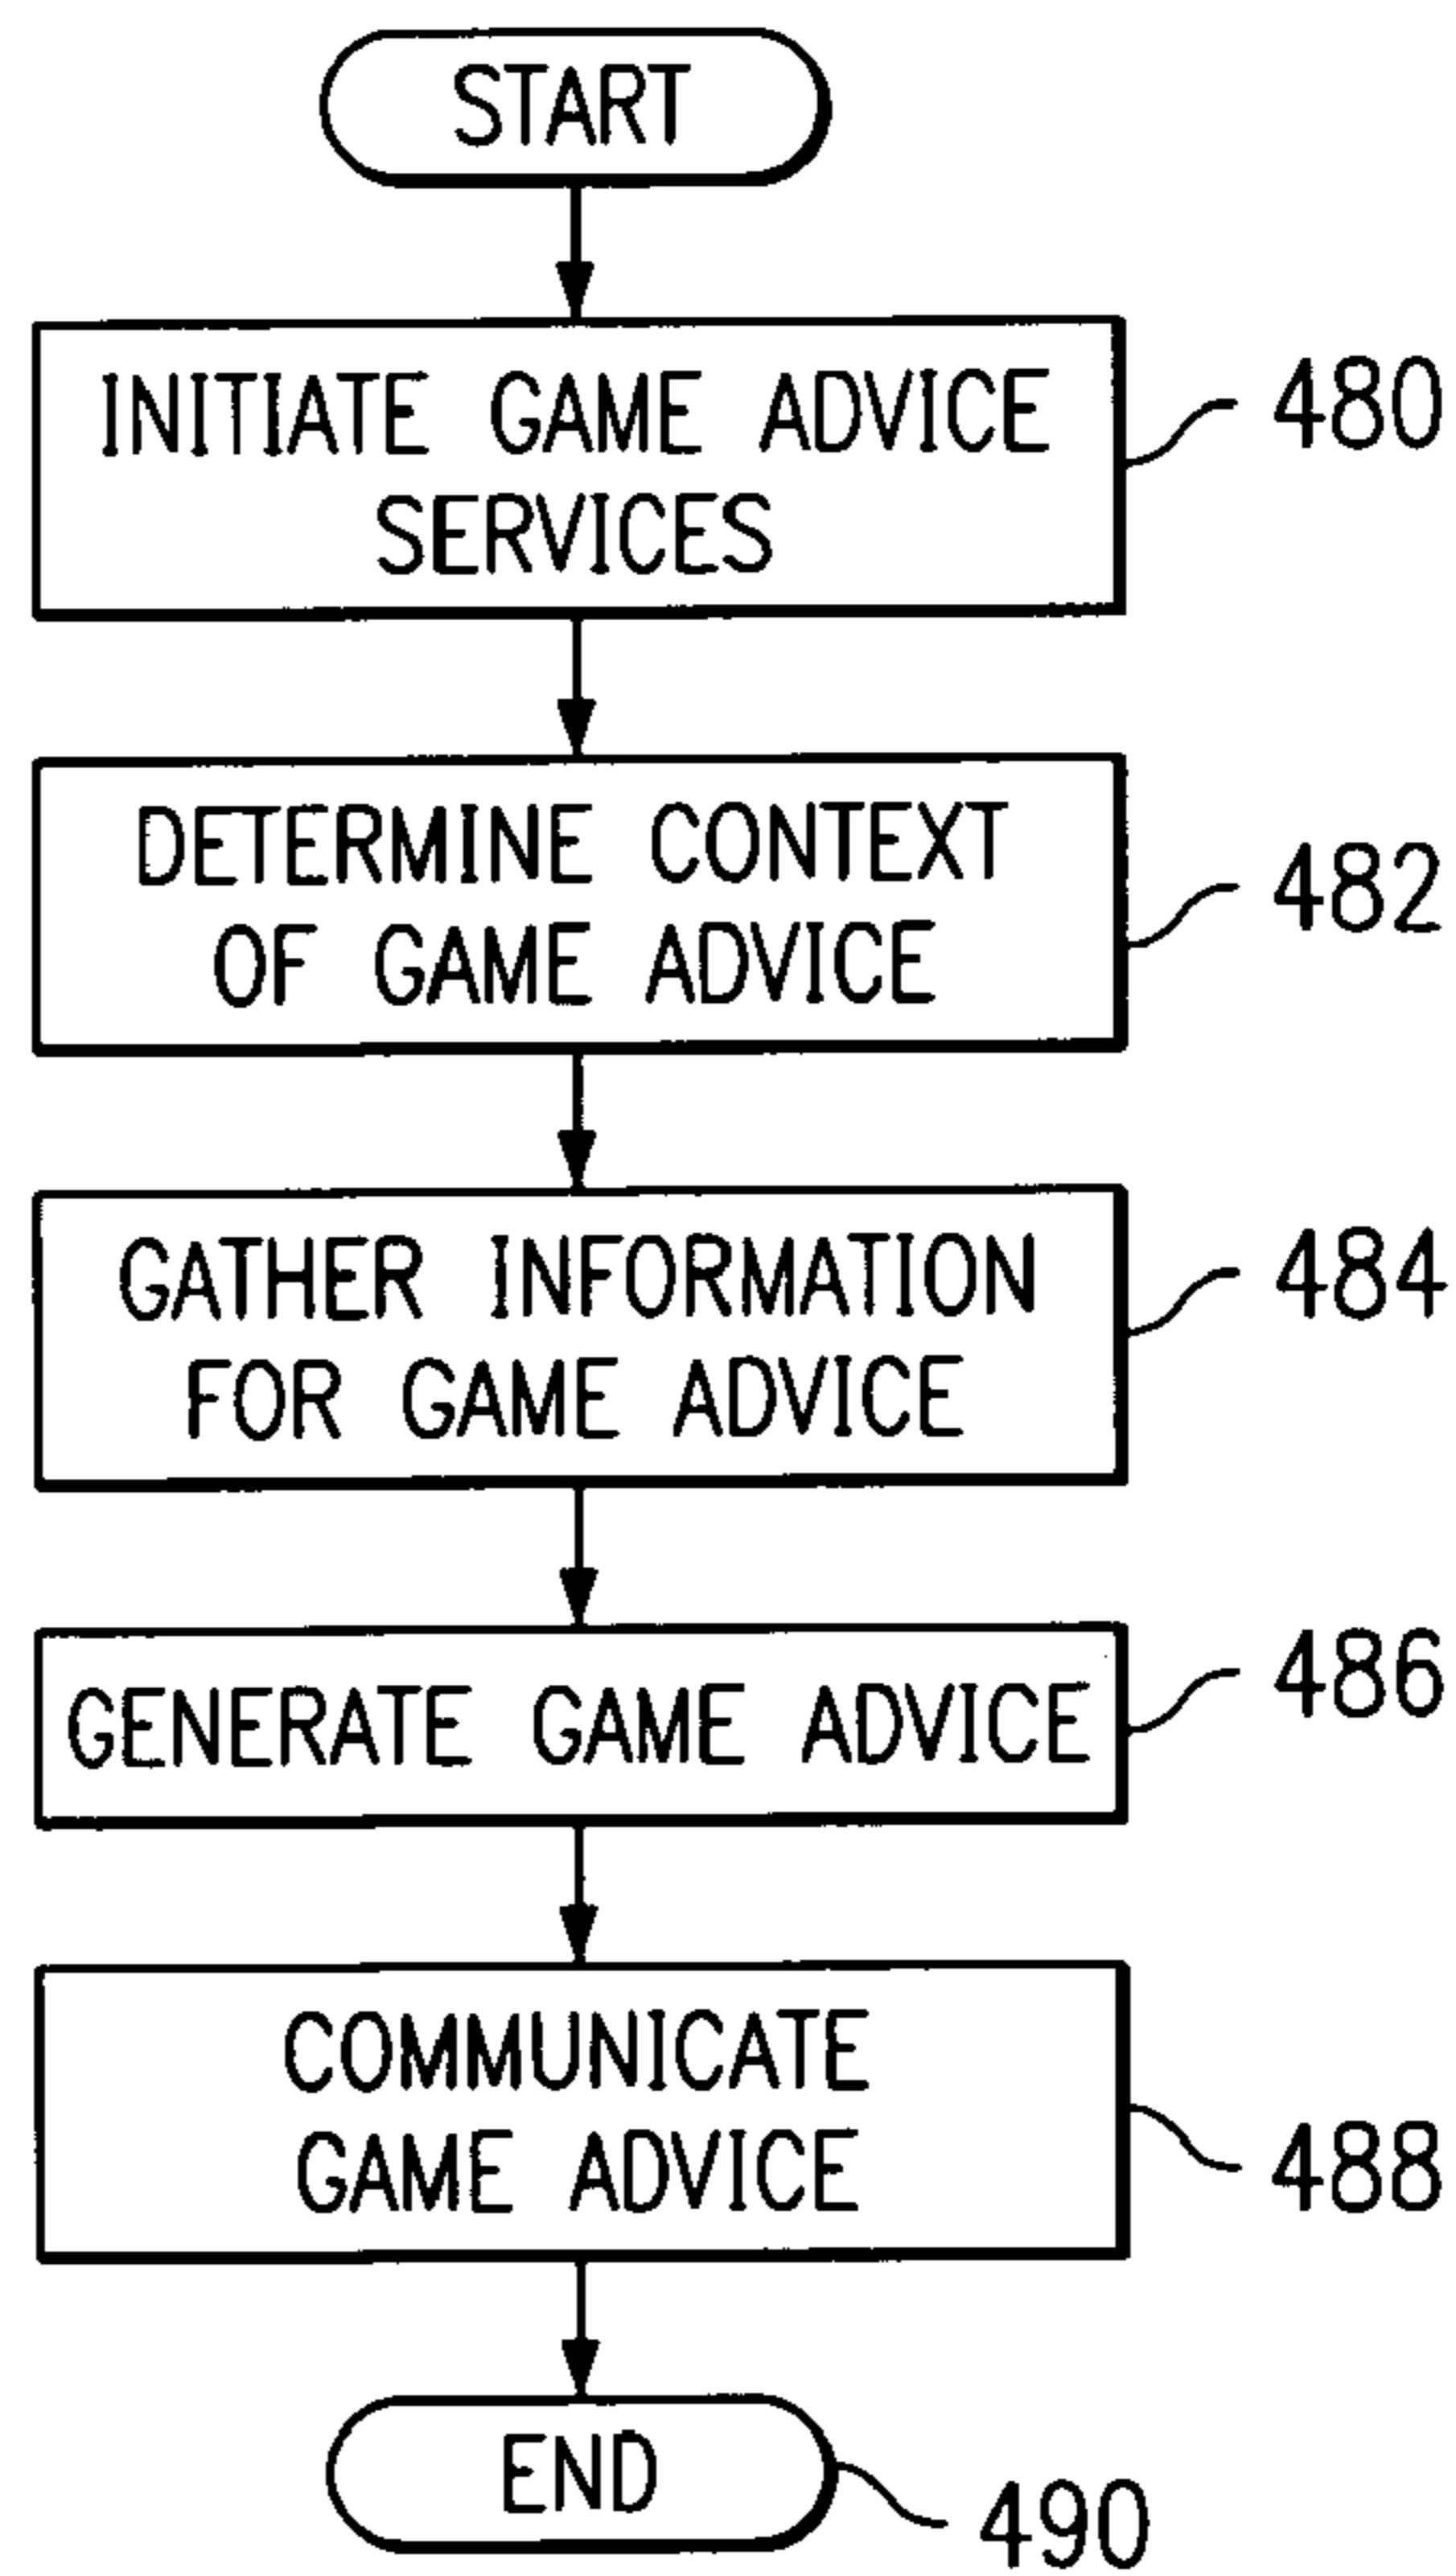 START
INITIATE GAME ADVICE
SERVICES
480
DETERMINE CONTEXT
OF GAME ADVICE
482
GATHER INFORMATION
FOR GAME ADVICE
484
GENERATE GAME ADVICE
486
COMMUNICATE
GAME ADVICE
488
END
490